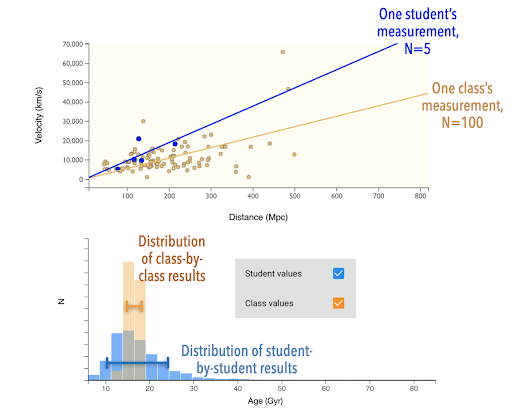 One student's
measurement,
N=5
70,000
60,000
50,000
40,000
30,000
20,000
10,000
0
Velocity (km/s)
One class's
measurement,
N=100
100 200 300 400 500 600 700 800
Distance (Mpc)
Distribution
of class-by-
class results
Student values
Class values
N
Distribution of student-
by-student results
10 20 30 40 50 60 70 80
Age (Gyr)